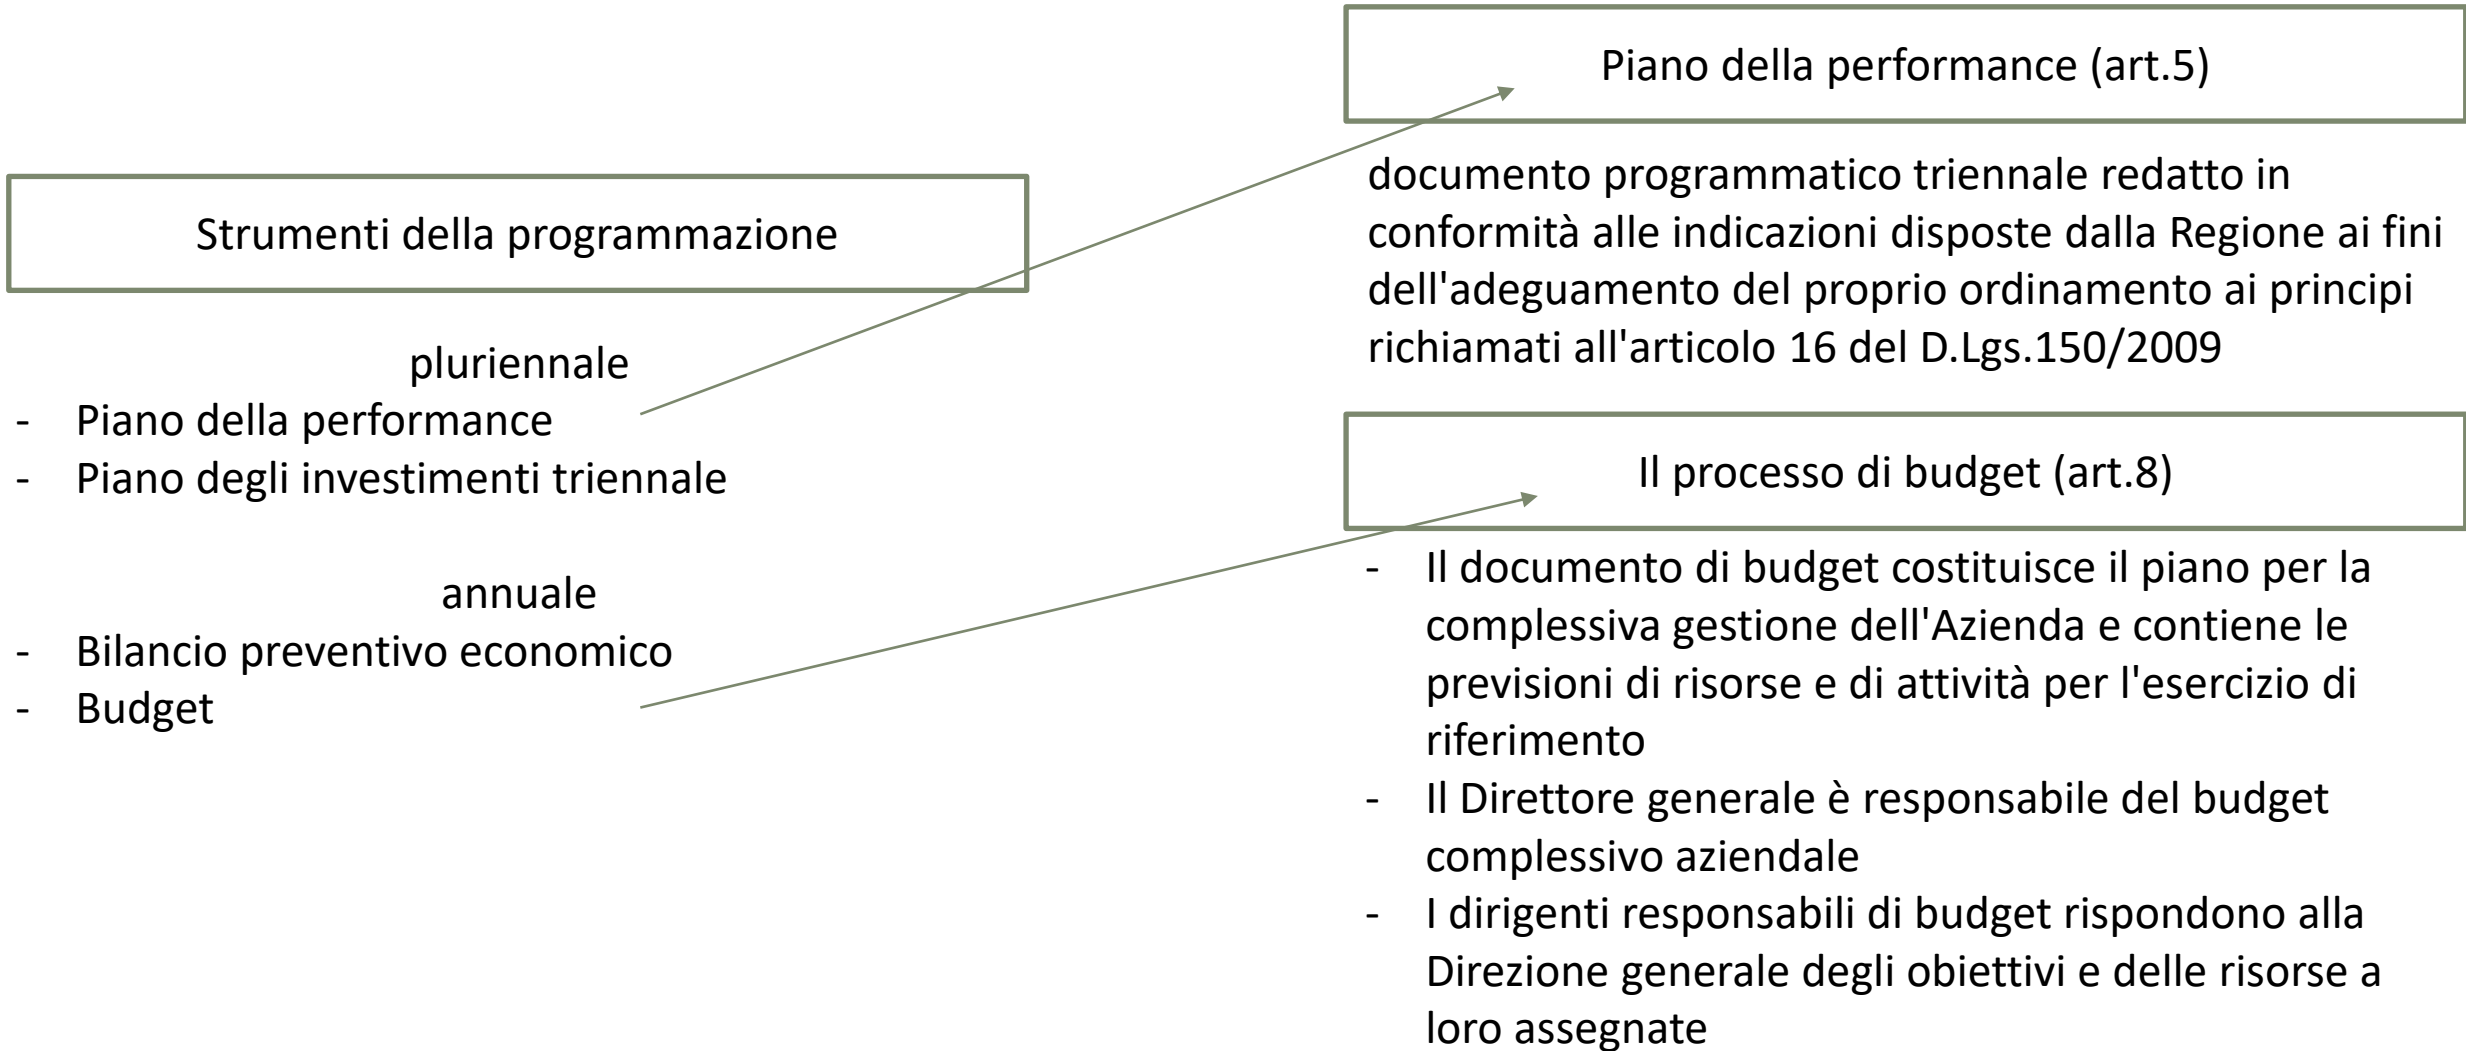 Strumenti della programmazione
pluriennale
- Piano della performance
- Piano degli investimenti triennale
annuale
- Bilancio preventivo economico
- Budget
Piano della performance (art.5)
documento programmatico triennale redatto in
conformità alle indicazioni disposte dalla Regione ai fini
dell'adeguamento del proprio ordinamento ai principi
richiamati all'articolo 16 del D.Lgs.150/2009
Il processo di budget (art.8)
- Il documento di budget costituisce il piano per la
complessiva gestione dell'Azienda e contiene le
previsioni di risorse e di attività per l'esercizio di
riferimento
- Il Direttore generale è responsabile del budget
complessivo aziendale
- I dirigenti responsabili di budget rispondono alla
Direzione generale degli obiettivi e delle risorse a
loro assegnate